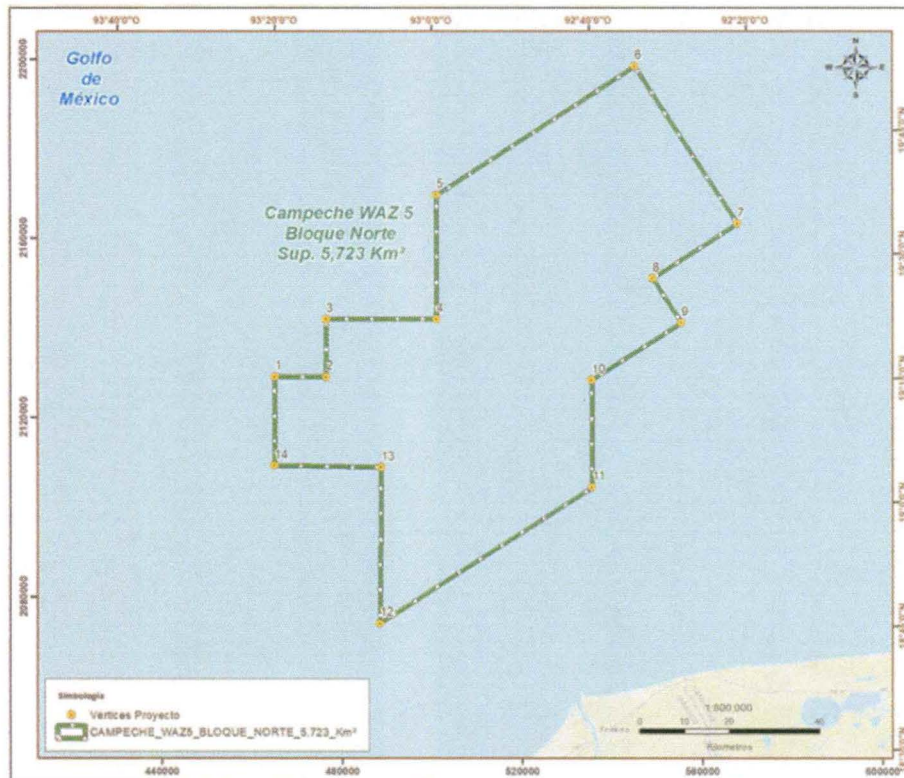 93°40'0"O 93°20'0"O 93°0'0"O 92°40'0"O 92°20'0"O
2200000
2160000
2120000
2080000
Golfo
de
México
N
W E
S
6
5
7
Campeche WAZ 5
Bloque Norte
Sup. 5,723 Km²
8
3
4
9
1
2
10
14
13
11
12
Simbología
Vertices Proyecto
CAMPECHE_WAZ5_BLOQUE_NORTE_5,723_Km²
0 10 20 40
Kilometros
440000 480000 520000 560000 600000